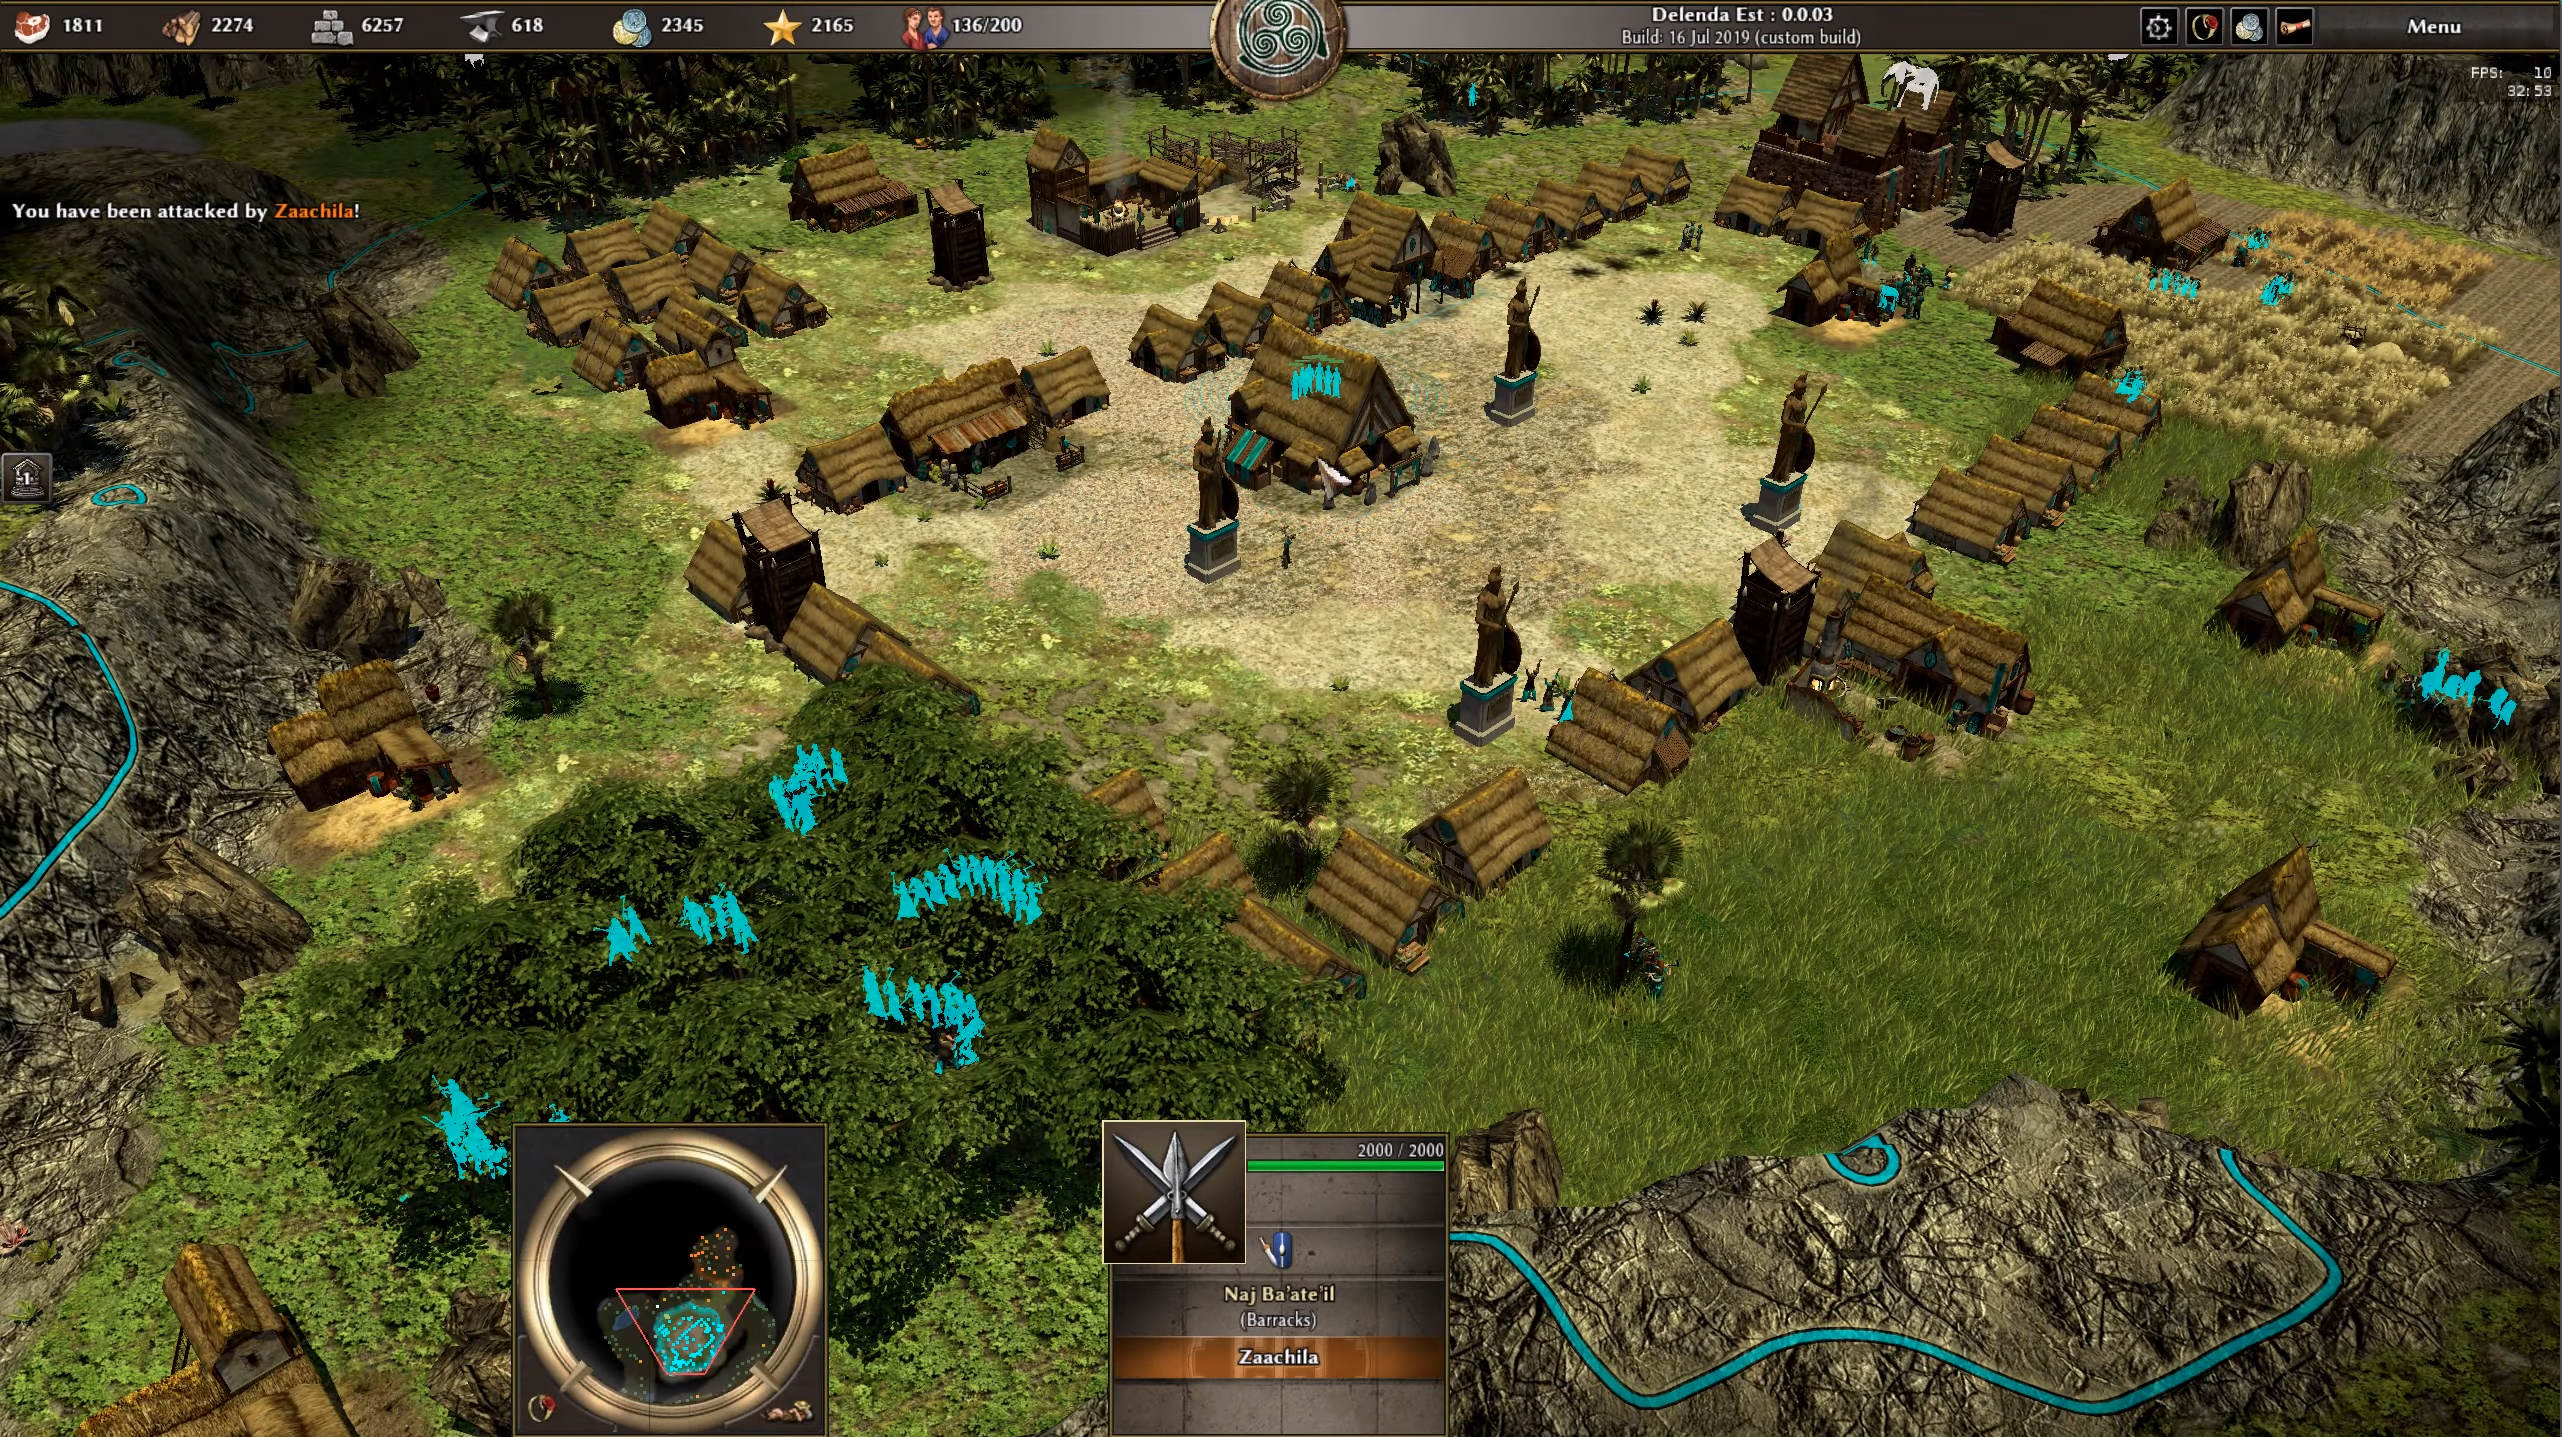 1811 2274 6257 618 2345 2165 136/200
Delenda Est : 0.0.03
Build: 16 Jul 2019 (custom build)
Menu
FPS: 10
32:53
You have been attacked by Zaachila!
2000 / 2000
Naj Ba'ate'il
(Barracks)
Zaachila